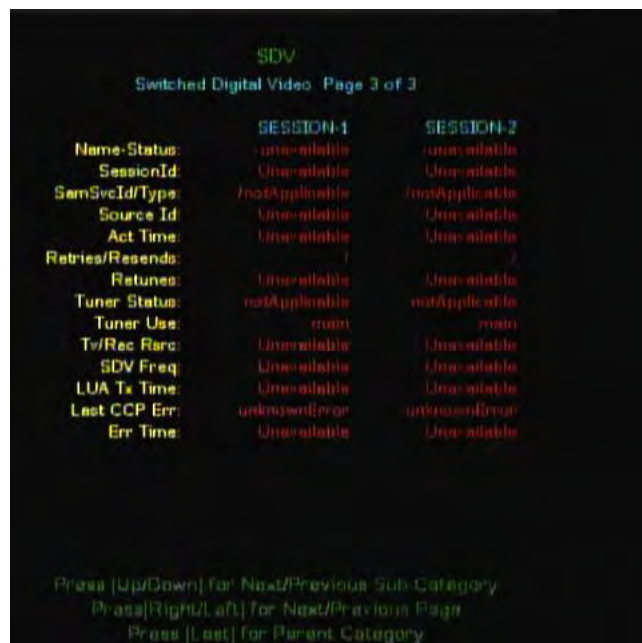 SDV
Switched Digital Video Page 3 of 3
SESSION-1 SESSION-2
Name-Status: -unavailable -unavailable
SessionId: Unavailable Unavailable
SamSvcId/Type: /notApplicable /notApplicable
Source Id: Unavailable Unavailable
Act Time: Unavailable Unavailable
Retries/Resends: / /
Retunes: Unavailable Unavailable
Tuner Status: notApplicable notApplicable
Tuner Use: main main
Tv/Rec Rsrc: Unavailable Unavailable
SDV Freq: Unavailable Unavailable
LUA Tx Time: Unavailable Unavailable
Last CCP Err: unknownError unknownError
Err Time: Unavailable Unavailable
Press [Up/Down] for Next/Previous Sub Category
Press[Right/Left] for Next/Previous Page
Press [Last] for Parent Category